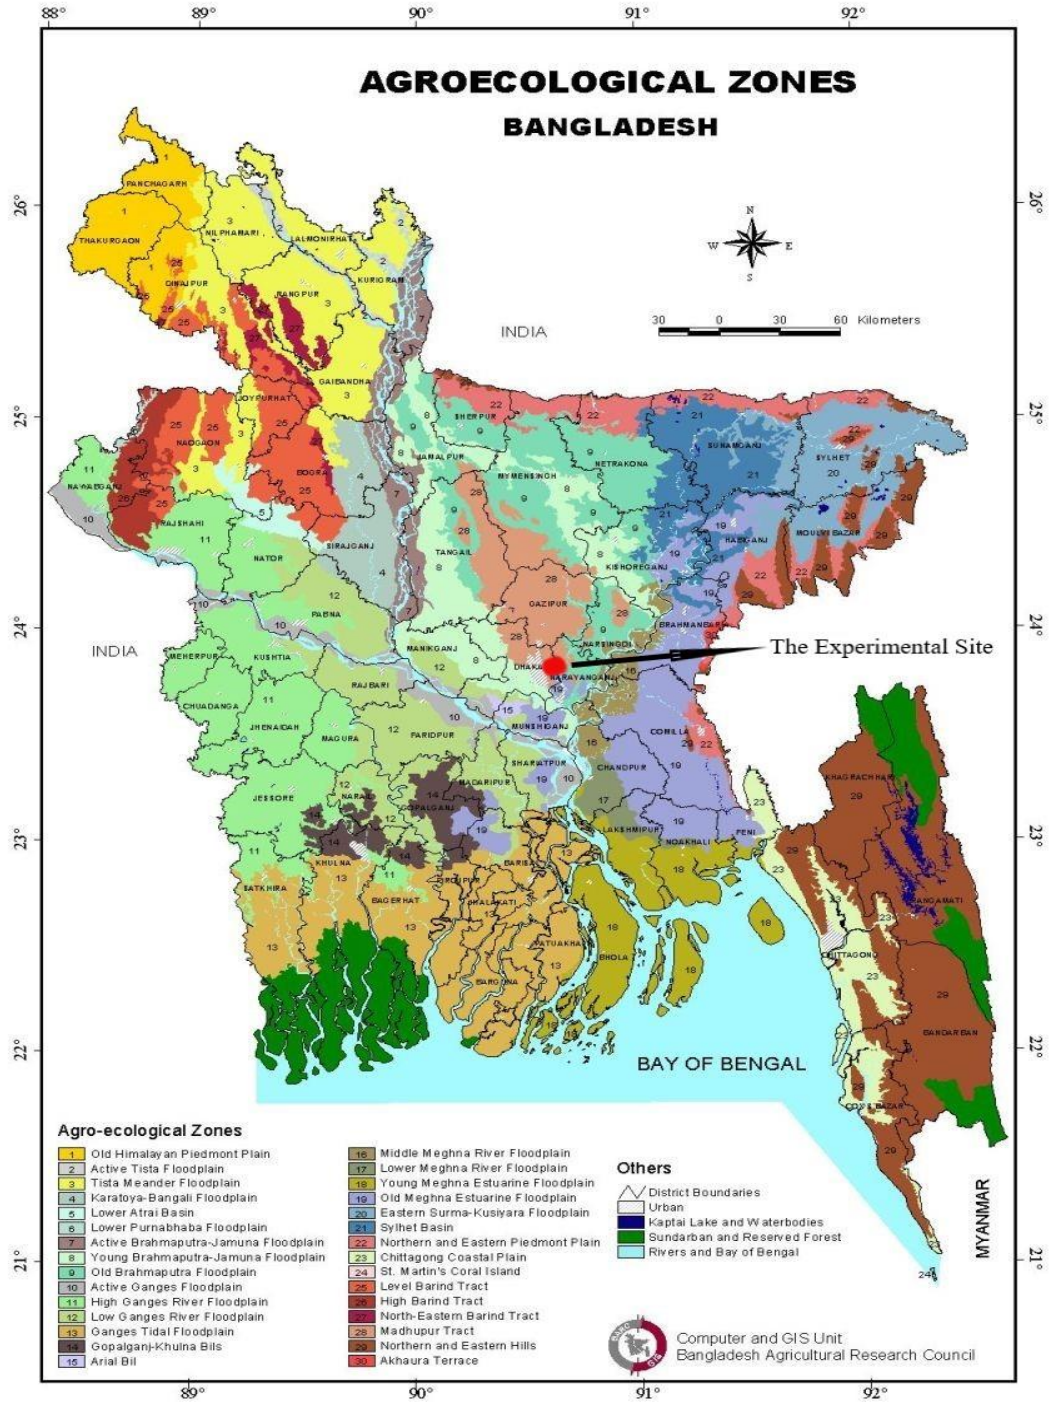 88° 89° 90° 91° 92°
AGROECOLOGICAL ZONES
BANGLADESH
26° 26°
N
W E
S
30 0 30 60 Kilometers
INDIA
PANCHAGARH
THAKURGAON
NILPHAMARI
LALMONIRHAT
DINAJPUR
RANGPUR
KURIGRAM
GAIBANDHA
25° 25°
JOYPURHAT
NAOGAON
BOGRA
SHERPUR
JAMALPUR
MYMENSINGH
NETRAKONA
SUNAMGANJ
SYLHET
NAWABGANJ
RAJSHAHI
NATOR
SIRAJGANJ
TANGAIL
KISHOREGANJ
HABIGANJ
MOULVI BAZAR
PABNA
GAZIPUR
24° 24°
INDIA
MEHERPUR
KUSHTIA
MANIKGANJ
DHAKA
NARSINGDI
NARAYANGANJ
The Experimental Site
CHUADANGA
JHENAIDAH
MAGURA
RAJBARI
FARIDPUR
MUNSHIGANJ
COMILLA
SHARIATPUR
CHANDPUR
MADARIPUR
JESSORE
NARAIL
GOPALGANJ
KHAGRACHHARI
23° 23°
LAKSHMIPUR
NOAKHALI
FENI
KHULNA
SATKHIRA
BAGERHAT
BARISAL
PIROJPUR
JHALAKATI
PATUAKHALI
BHOLA
BARGUNA
RANGAMATI
CHITTAGONG
BANDARBAN
22° 22°
BAY OF BENGAL
COX'S BAZAR
Agro-ecological Zones
1 Old Himalayan Piedmont Plain
2 Active Tista Floodplain
3 Tista Meander Floodplain
4 Karatoya-Bangali Floodplain
5 Lower Atrai Basin
6 Lower Purnabhaba Floodplain
7 Active Brahmaputra-Jamuna Floodplain
8 Young Brahmaputra-Jamuna Floodplain
9 Old Brahmaputra Floodplain
10 Active Ganges Floodplain
11 High Ganges River Floodplain
12 Low Ganges River Floodplain
13 Ganges Tidal Floodplain
14 Gopalganj-Khulna Bils
15 Arial Bil
16 Middle Meghna River Floodplain
17 Lower Meghna River Floodplain
18 Young Meghna Estuarine Floodplain
19 Old Meghna Estuarine Floodplain
20 Eastern Surma-Kusiyara Floodplain
21 Sylhet Basin
22 Northern and Eastern Piedmont Plain
23 Chittagong Coastal Plain
24 St. Martin's Coral Island
25 Level Barind Tract
26 High Barind Tract
27 North-Eastern Barind Tract
28 Madhupur Tract
29 Northern and Eastern Hills
30 Akhaura Terrace
Others
District Boundaries
Urban
Kaptai Lake and Waterbodies
Sundarban and Reserved Forest
Rivers and Bay of Bengal
MYANMAR
21° 21°
24
BARC
GIS
Computer and GIS Unit
Bangladesh Agricultural Research Council
89° 90° 91° 92°